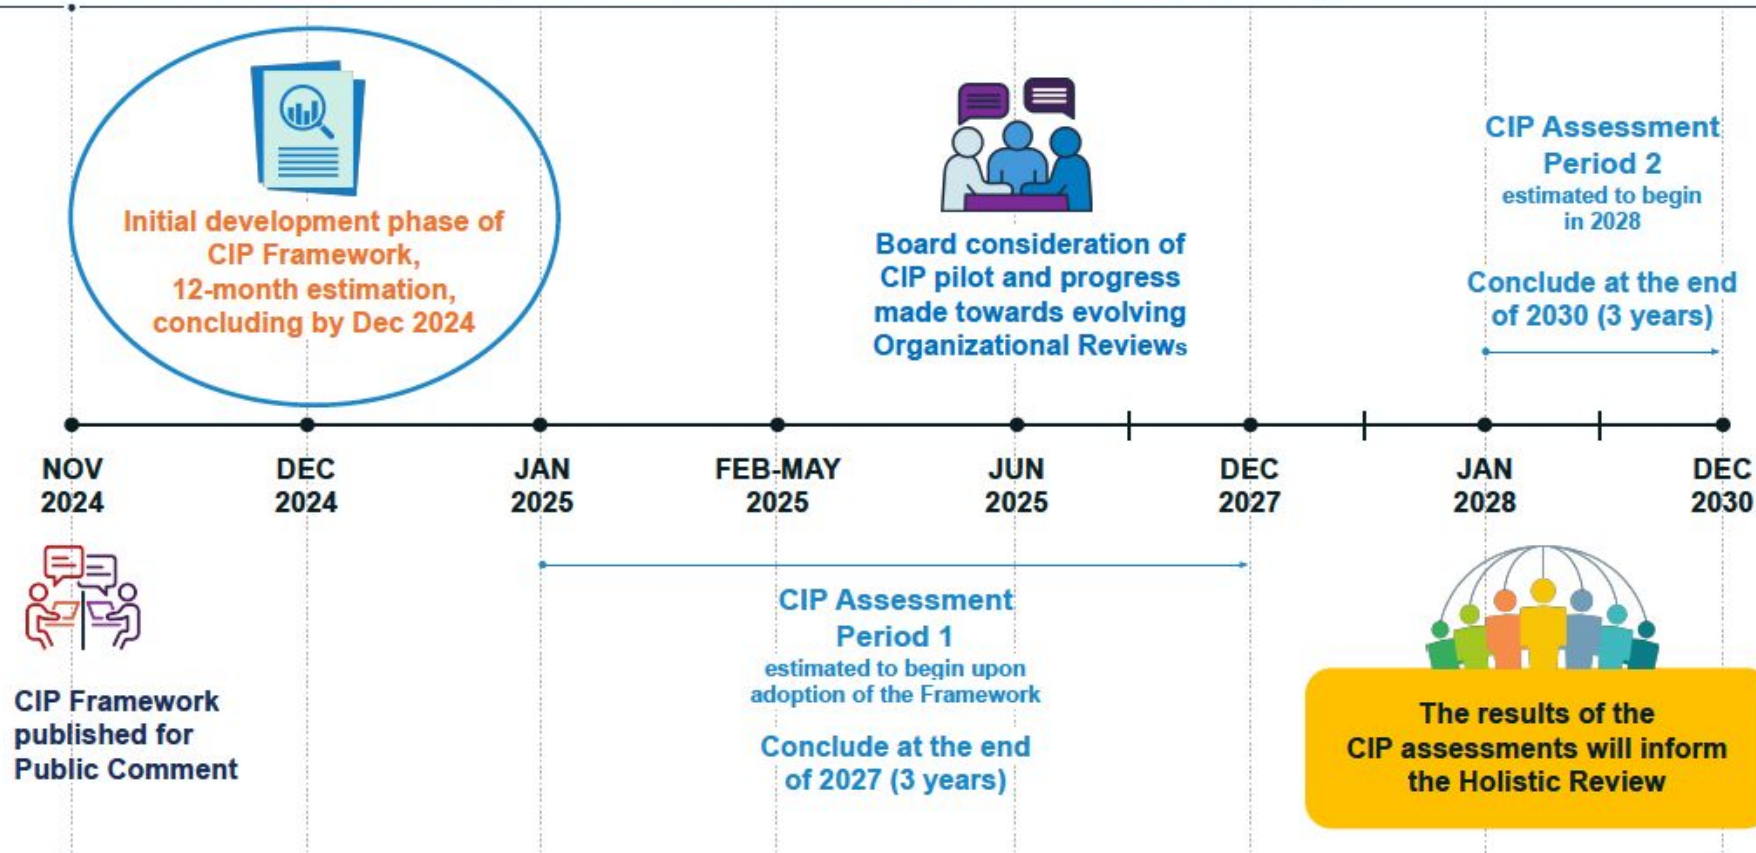 Initial development phase of
CIP Framework,
12-month estimation,
concluding by Dec 2024
Board consideration of
CIP pilot and progress
made towards evolving
Organizational Reviews
CIP Assessment
Period 2
estimated to begin
in 2028
Conclude at the end
of 2030 (3 years)
NOV
2024
DEC
2024
JAN
2025
FEB-MAY
2025
JUN
2025
DEC
2027
JAN
2028
DEC
2030
CIP Framework
published for
Public Comment
CIP Assessment
Period 1
estimated to begin upon
adoption of the Framework
Conclude at the end
of 2027 (3 years)
The results of the
CIP assessments will inform
the Holistic Review